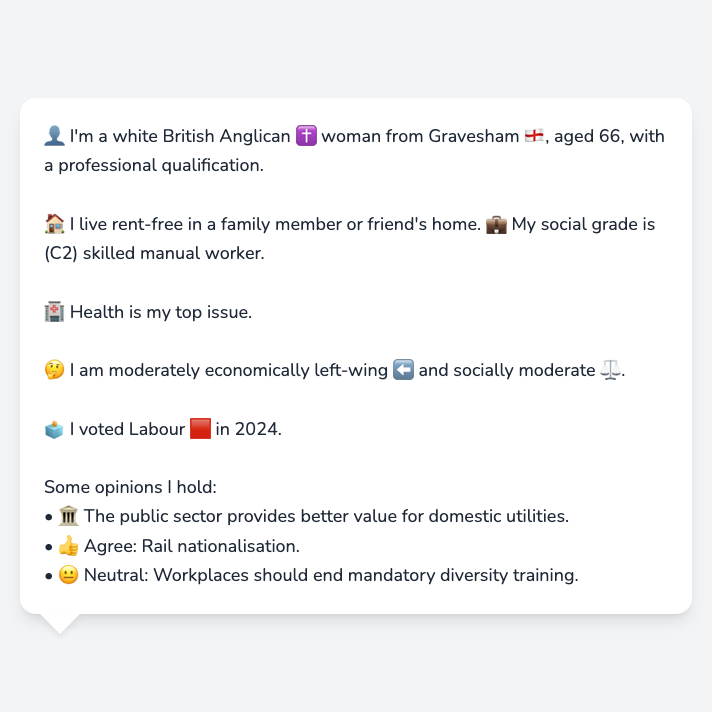 👤 I'm a white British Anglican ✝️ woman from Gravesham 🏴󠁧󠁢󠁥󠁮󠁧󠁿, aged 66, with
a professional qualification.
🏠 I live rent-free in a family member or friend's home. 💼 My social grade is
(C2) skilled manual worker.
🏥 Health is my top issue.
🤔 I am moderately economically left-wing ⬅️ and socially moderate ⚖️.
🗳️ I voted Labour 🟥 in 2024.
Some opinions I hold:
• 🏛️ The public sector provides better value for domestic utilities.
• 👍 Agree: Rail nationalisation.
• 😐 Neutral: Workplaces should end mandatory diversity training.